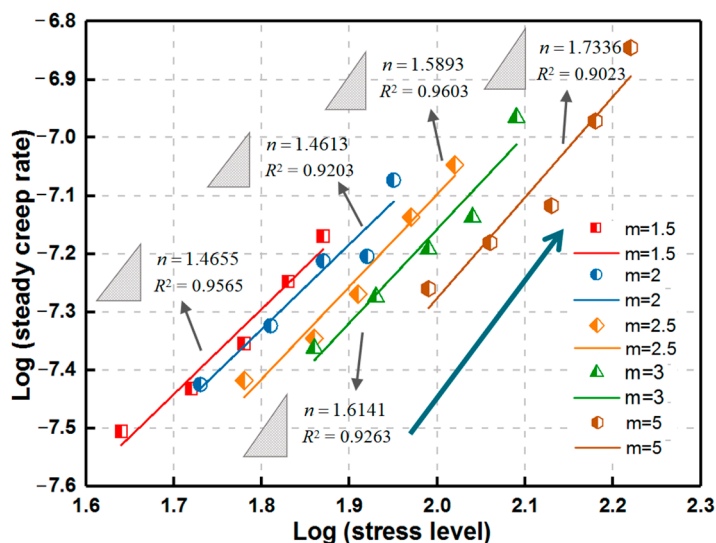 −6.8
−6.9
−7.0
−7.1
−7.2
−7.3
−7.4
−7.5
−7.6
Log (steady creep rate)
n = 1.7336
R² = 0.9023
n = 1.5893
R² = 0.9603
n = 1.4613
R² = 0.9203
n = 1.4655
R² = 0.9565
n = 1.6141
R² = 0.9263
m=1.5
m=1.5
m=2
m=2
m=2.5
m=2.5
m=3
m=3
m=5
m=5
1.6
1.7
1.8
1.9
2.0
2.1
2.2
2.3
Log (stress level)